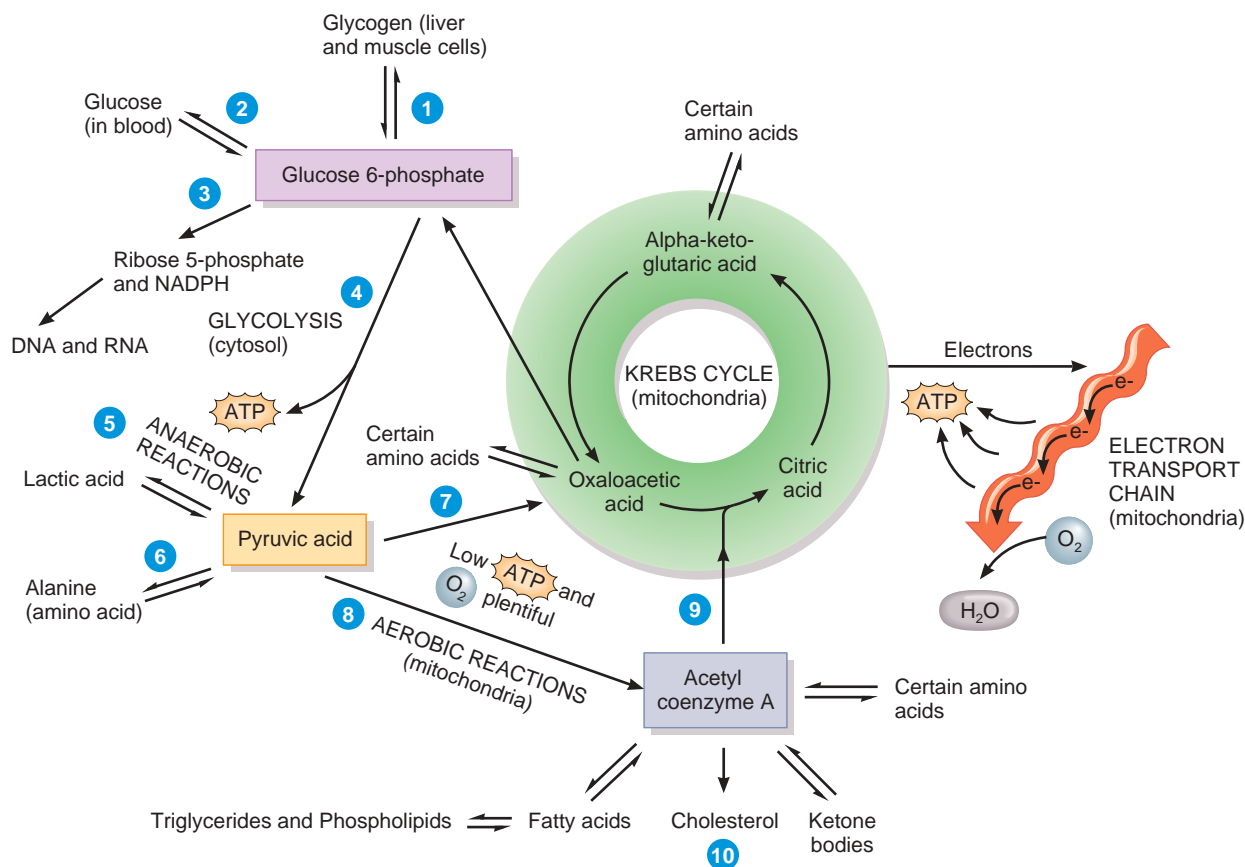 Glycogen (liver
and muscle cells)
1
2
Glucose
(in blood)
Glucose 6-phosphate
3
Ribose 5-phosphate
and NADPH
DNA and RNA
4
GLYCOLYSIS
(cytosol)
ATP
Certain
amino acids
Alpha-keto-
glutaric acid
KREBS CYCLE
(mitochondria)
Oxaloacetic
acid
Citric
acid
Certain
amino acids
Electrons
ATP
e-
e-
e-
ELECTRON
TRANSPORT
CHAIN
(mitochondria)
O2
H2O
5
ANAEROBIC
REACTIONS
Lactic acid
Pyruvic acid
6
Alanine
(amino acid)
7
Low ATP and
O2 plentiful
8
AEROBIC REACTIONS
(mitochondria)
9
Acetyl
coenzyme A
Certain amino
acids
Triglycerides and Phospholipids
Fatty acids
Cholesterol
10
Ketone
bodies